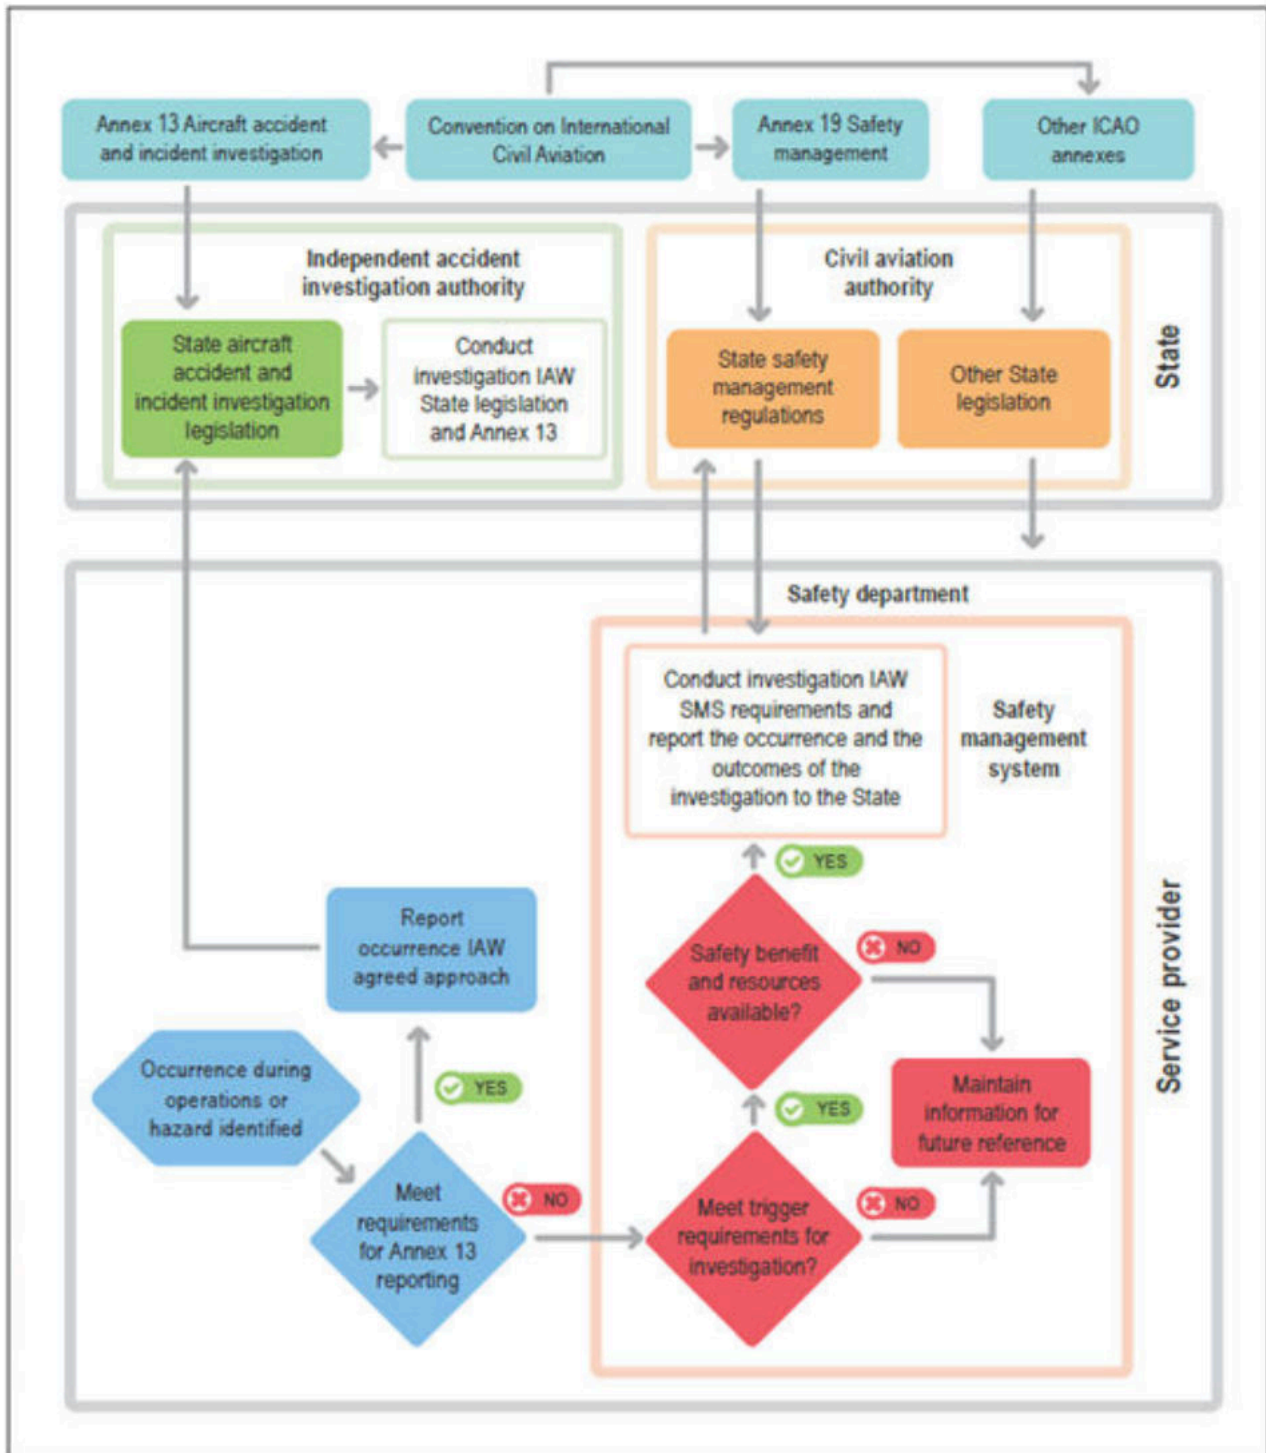 Annex 13 Aircraft accident
and incident investigation
Convention on International
Civil Aviation
Annex 19 Safety
management
Other ICAO
annexes
Independent accident
investigation authority
Civil aviation
authority
State aircraft
accident and
incident investigation
legislation
Conduct
investigation IAW
State legislation
and Annex 13
State safety
management
regulations
Other State
legislation
State
Safety department
Conduct investigation IAW
SMS requirements and
report the occurrence and the
outcomes of the
investigation to the State
Safety
management
system
YES
Report
occurrence IAW
agreed approach
Safety benefit
and resources
available?
NO
Service provider
Occurrence during
operations or
hazard identified
YES
YES
Maintain
information for
future reference
Meet
requirements
for Annex 13
reporting
NO
Meet trigger
requirements for
investigation?
NO